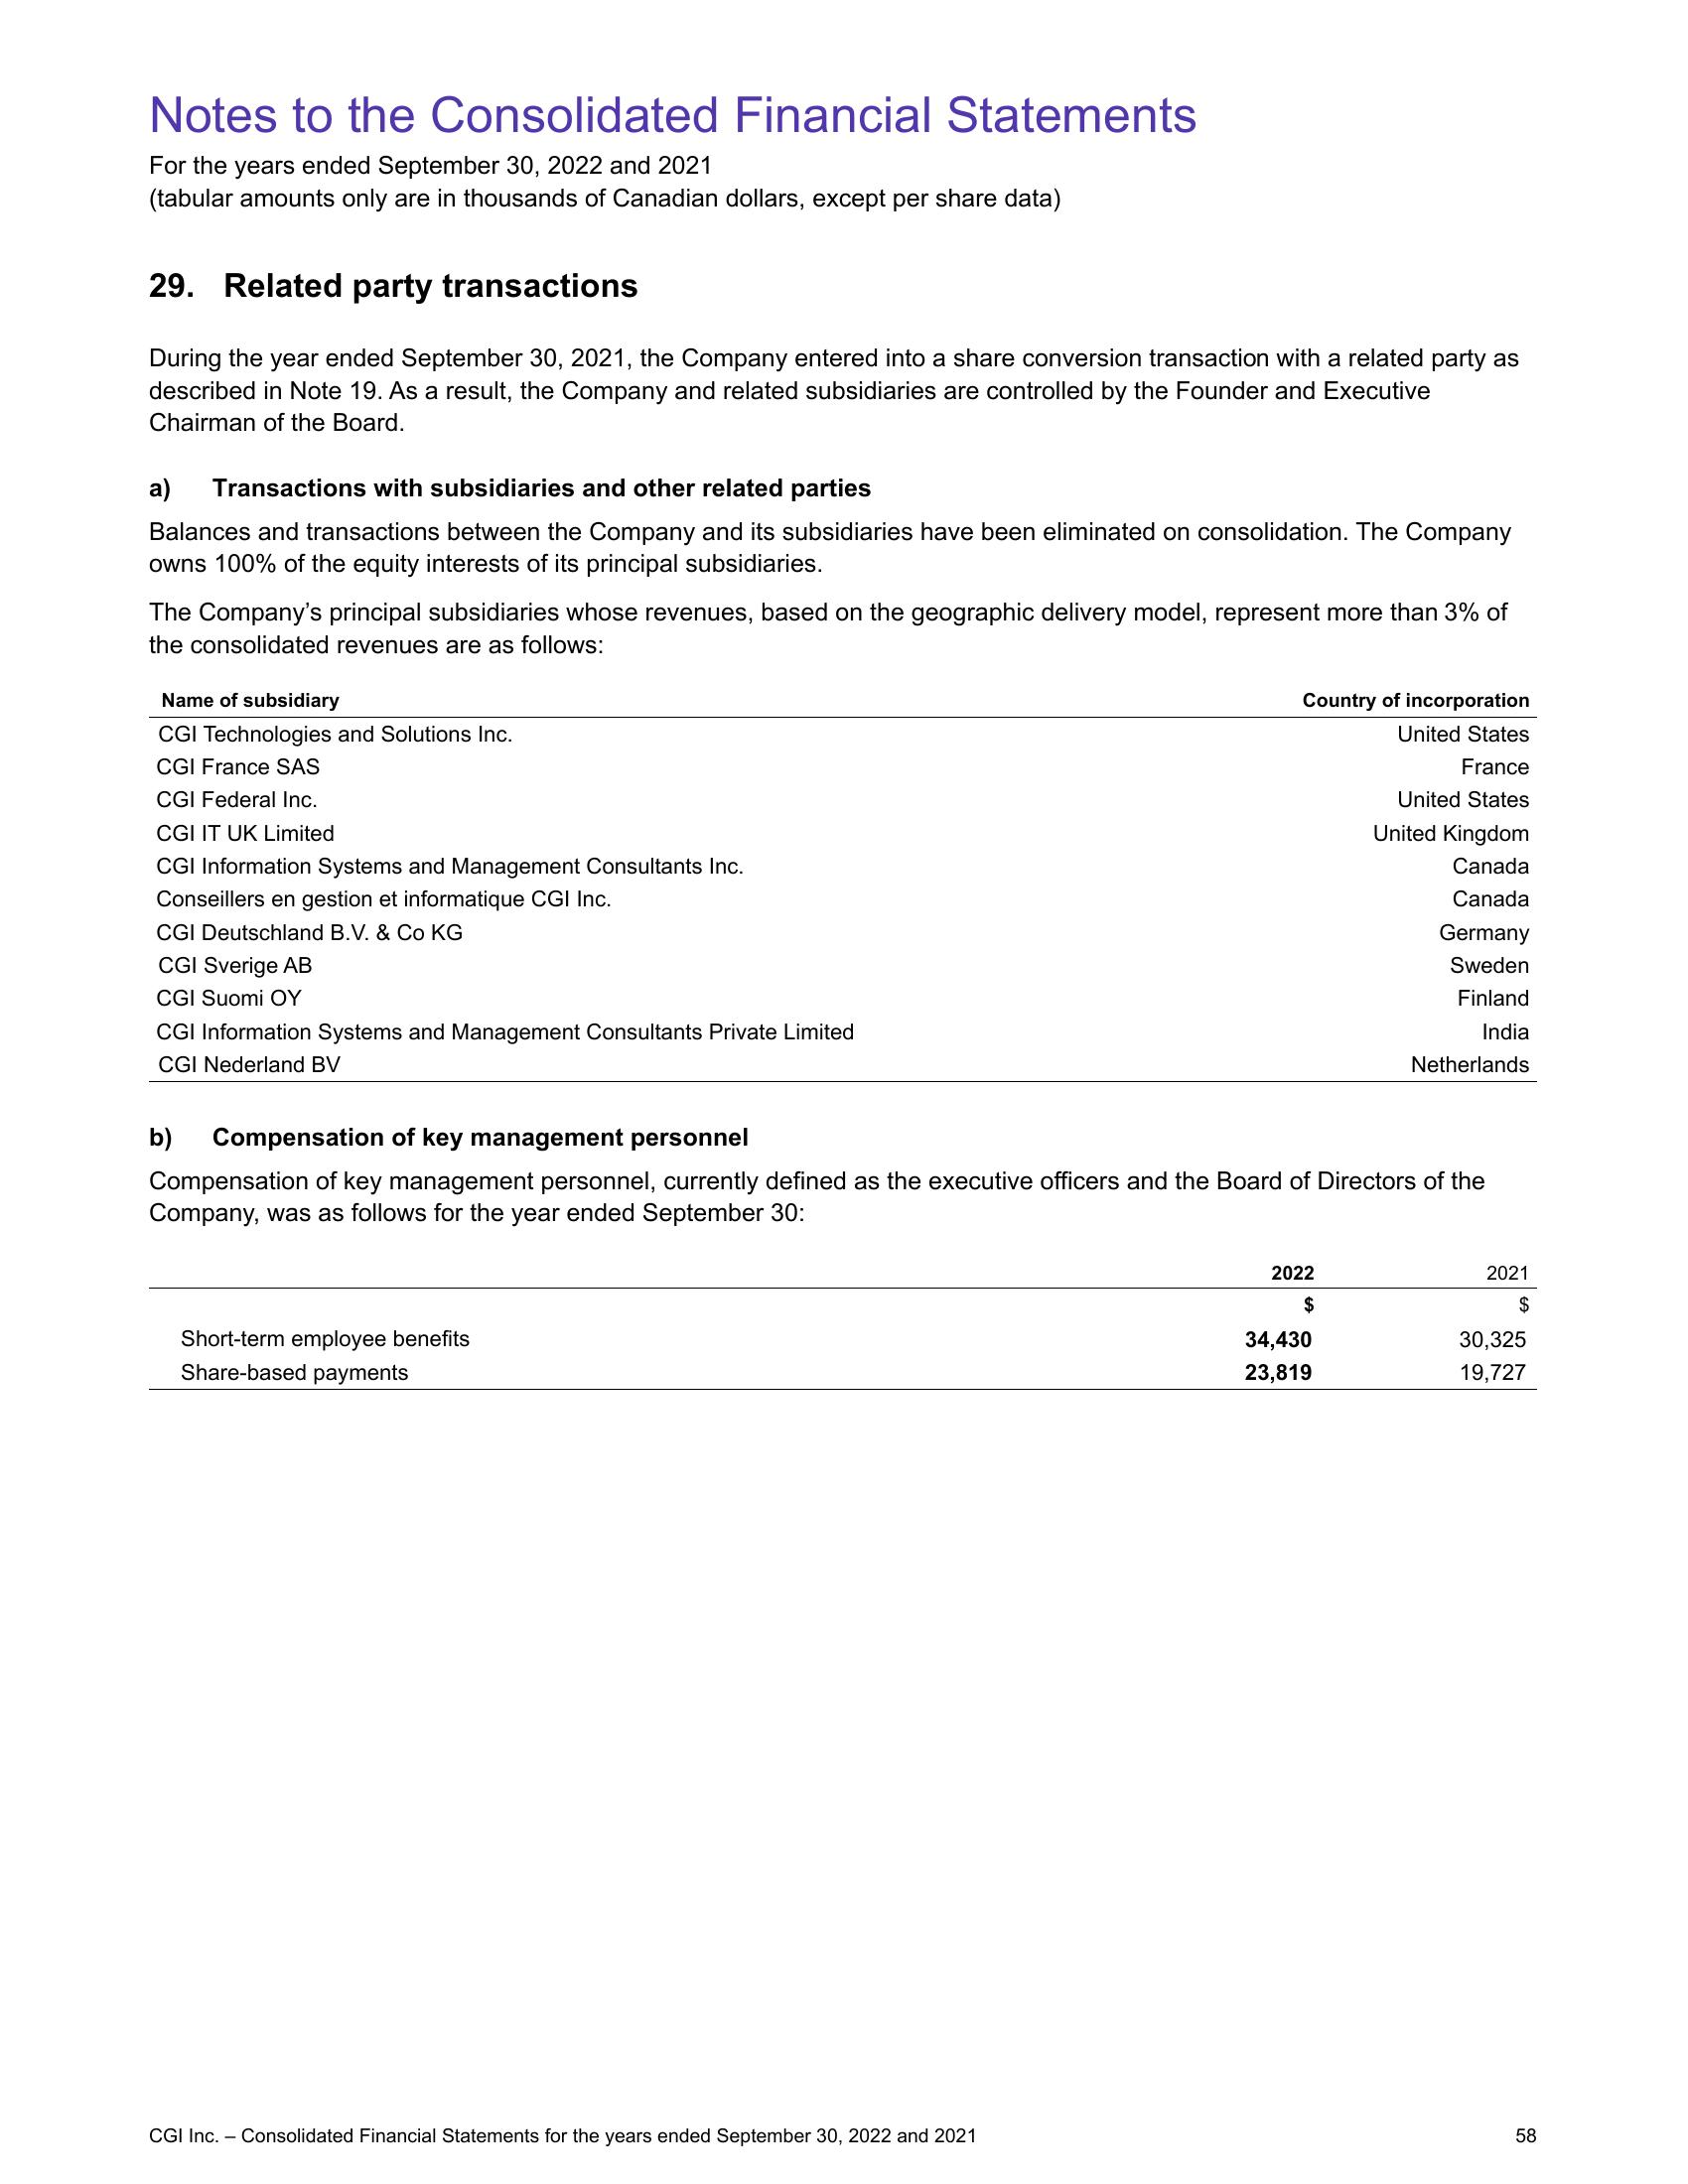 Notes to the Consolidated Financial Statements
For the years ended September 30, 2022 and 2021
(tabular amounts only are in thousands of Canadian dollars, except per share data)
29. Related party transactions
During the year ended September 30, 2021, the Company entered into a share conversion transaction with a related party as
described in Note 19. As a result, the Company and related subsidiaries are controlled by the Founder and Executive
Chairman of the Board.
a) Transactions with subsidiaries and other related parties
Balances and transactions between the Company and its subsidiaries have been eliminated on consolidation. The Company
owns 100% of the equity interests of its principal subsidiaries.
The Company’s principal subsidiaries whose revenues, based on the geographic delivery model, represent more than 3% of
the consolidated revenues are as follows:
Name of subsidiary Country of incorporation
CGI Technologies and Solutions Inc. United States
CGI France SAS France
CGI Federal Inc. United States
CGI IT UK Limited United Kingdom
CGI Information Systems and Management Consultants Inc. Canada
Conseillers en gestion et informatique CGI Inc. Canada
CGI Deutschland B.V. & Co KG Germany
CGI Sverige AB Sweden
CGI Suomi OY Finland
CGI Information Systems and Management Consultants Private Limited India
CGI Nederland BV Netherlands
b) Compensation of key management personnel
Compensation of key management personnel, currently defined as the executive officers and the Board of Directors of the
Company, was as follows for the year ended September 30:
2022 2021
$ $
Short-term employee benefits 34,430 30,325
Share-based payments 23,819 19,727
CGI Inc. – Consolidated Financial Statements for the years ended September 30, 2022 and 2021 58